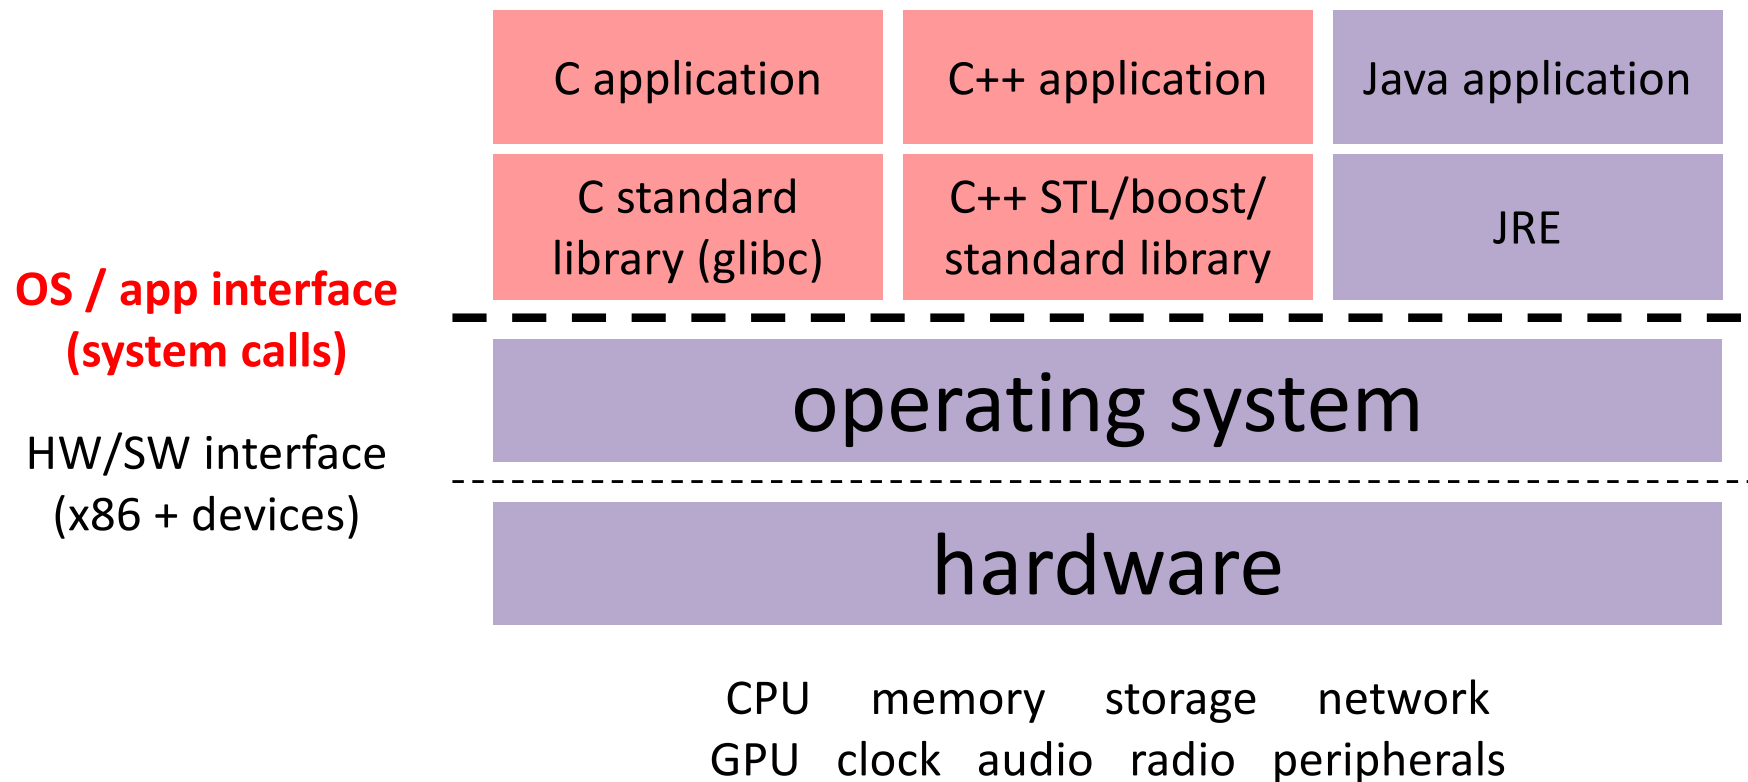 C application
C++ application
Java application
C standard
library (glibc)
C++ STL/boost/
standard library
JRE
OS / app interface
(system calls)
operating system
HW/SW interface
(x86 + devices)
hardware
CPU memory storage network
GPU clock audio radio peripherals